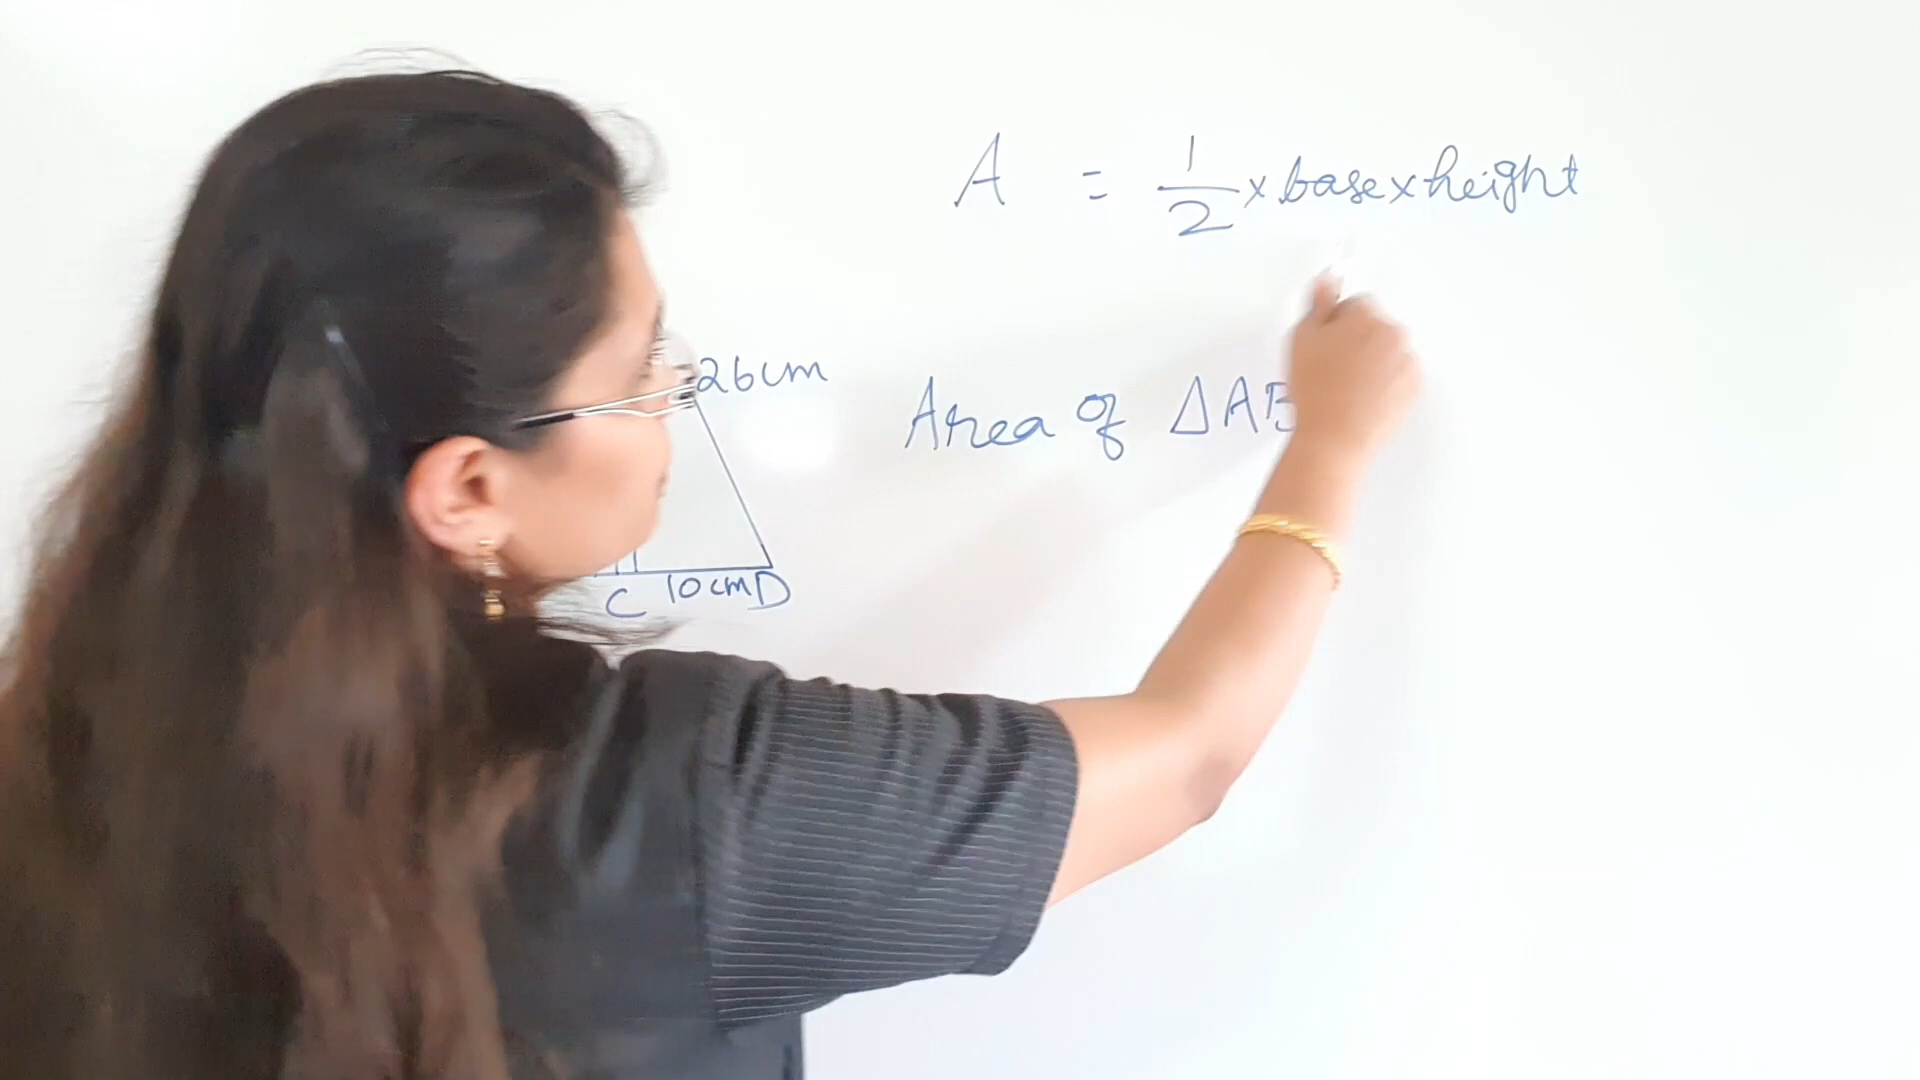 A = 1/2 × base × height
26cm
Area of ΔAB
C 10cm D